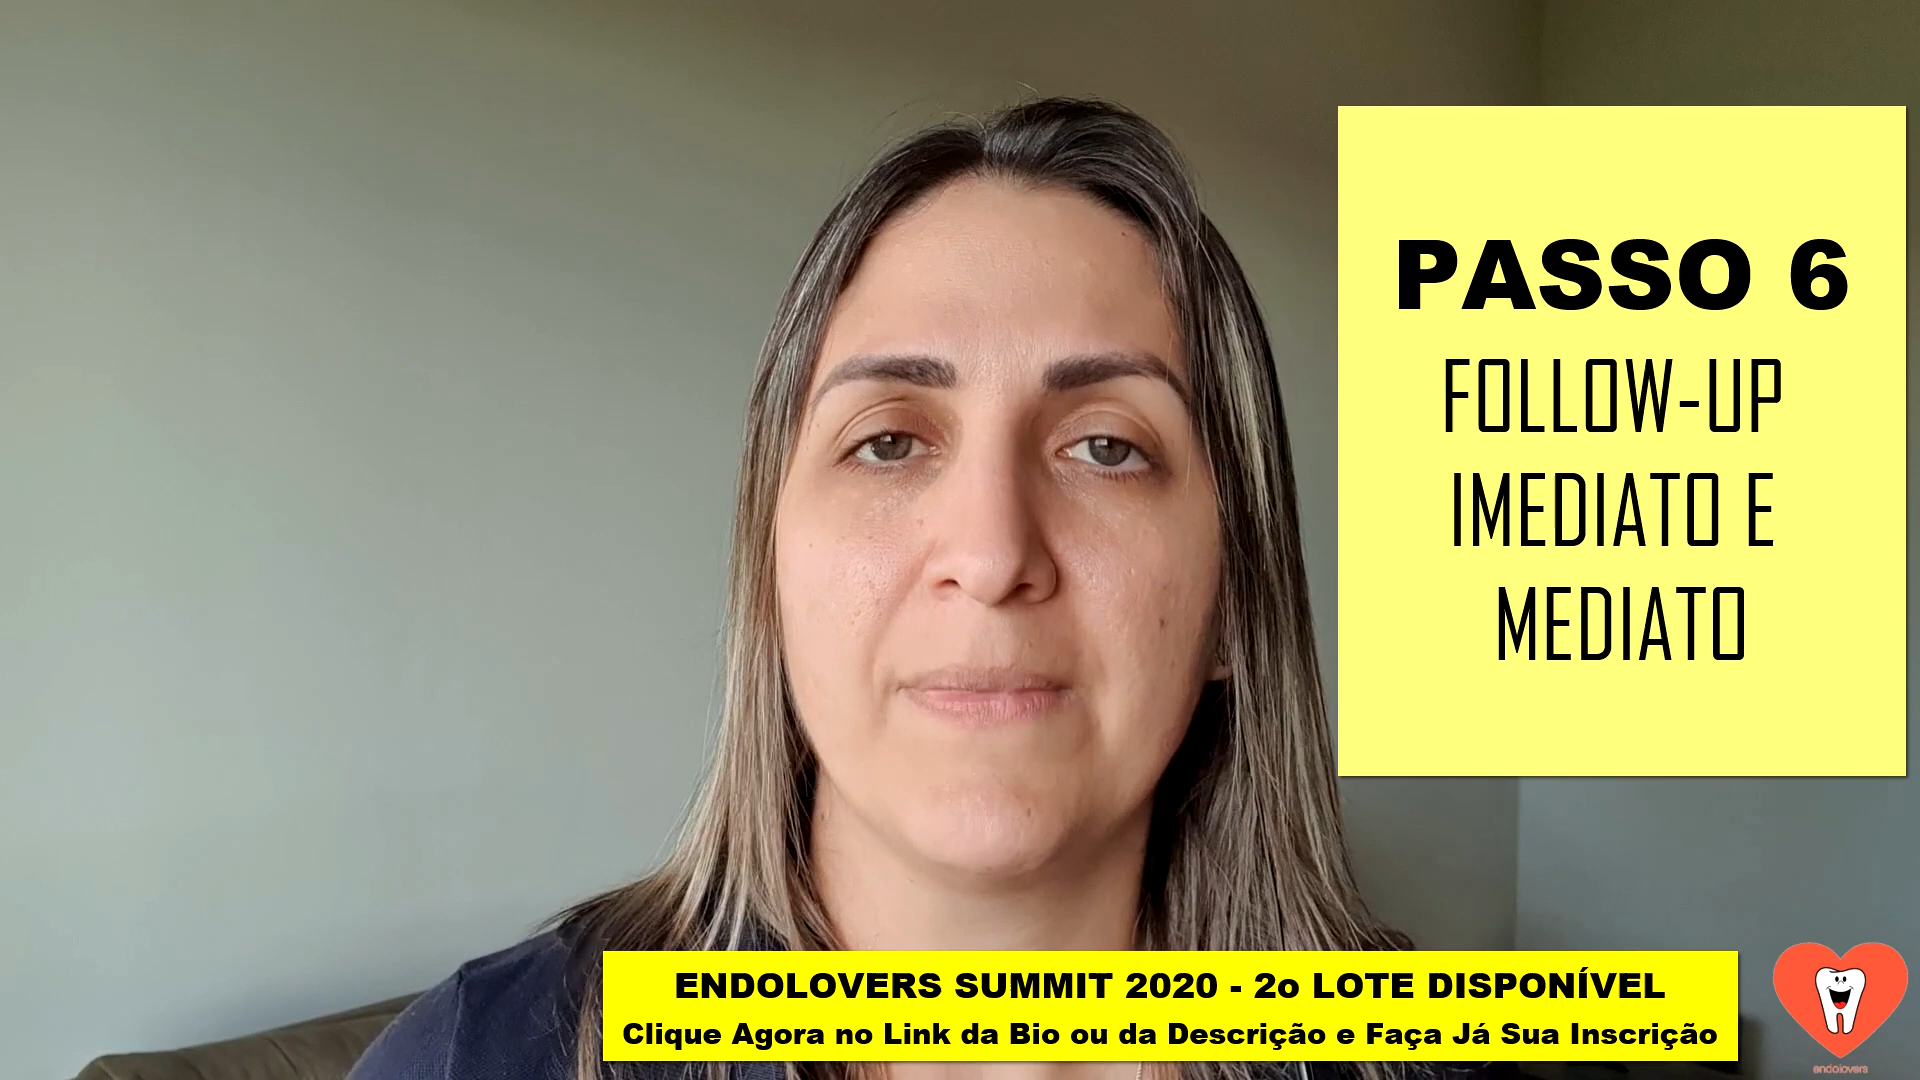 PASSO 6
FOLLOW-UP
IMEDIATO E
MEDIATO
ENDOLOVERS SUMMIT 2020 - 2o LOTE DISPONÍVEL
Clique Agora no Link da Bio ou da Descrição e Faça Já Sua Inscrição
endolovers